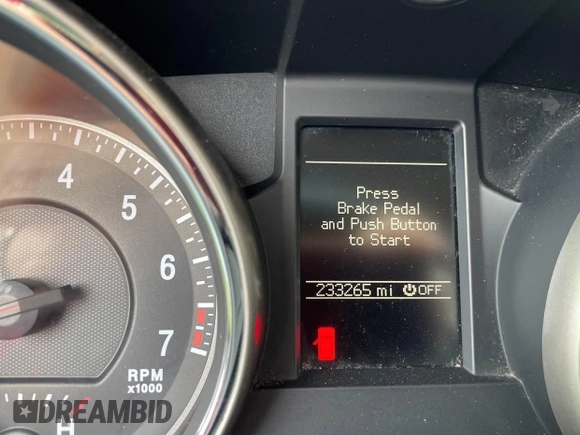 4
5
6
7
RPM
x1000
H
Press
Brake Pedal
and Push Button
to Start
233265 mi OFF
DREAMBID